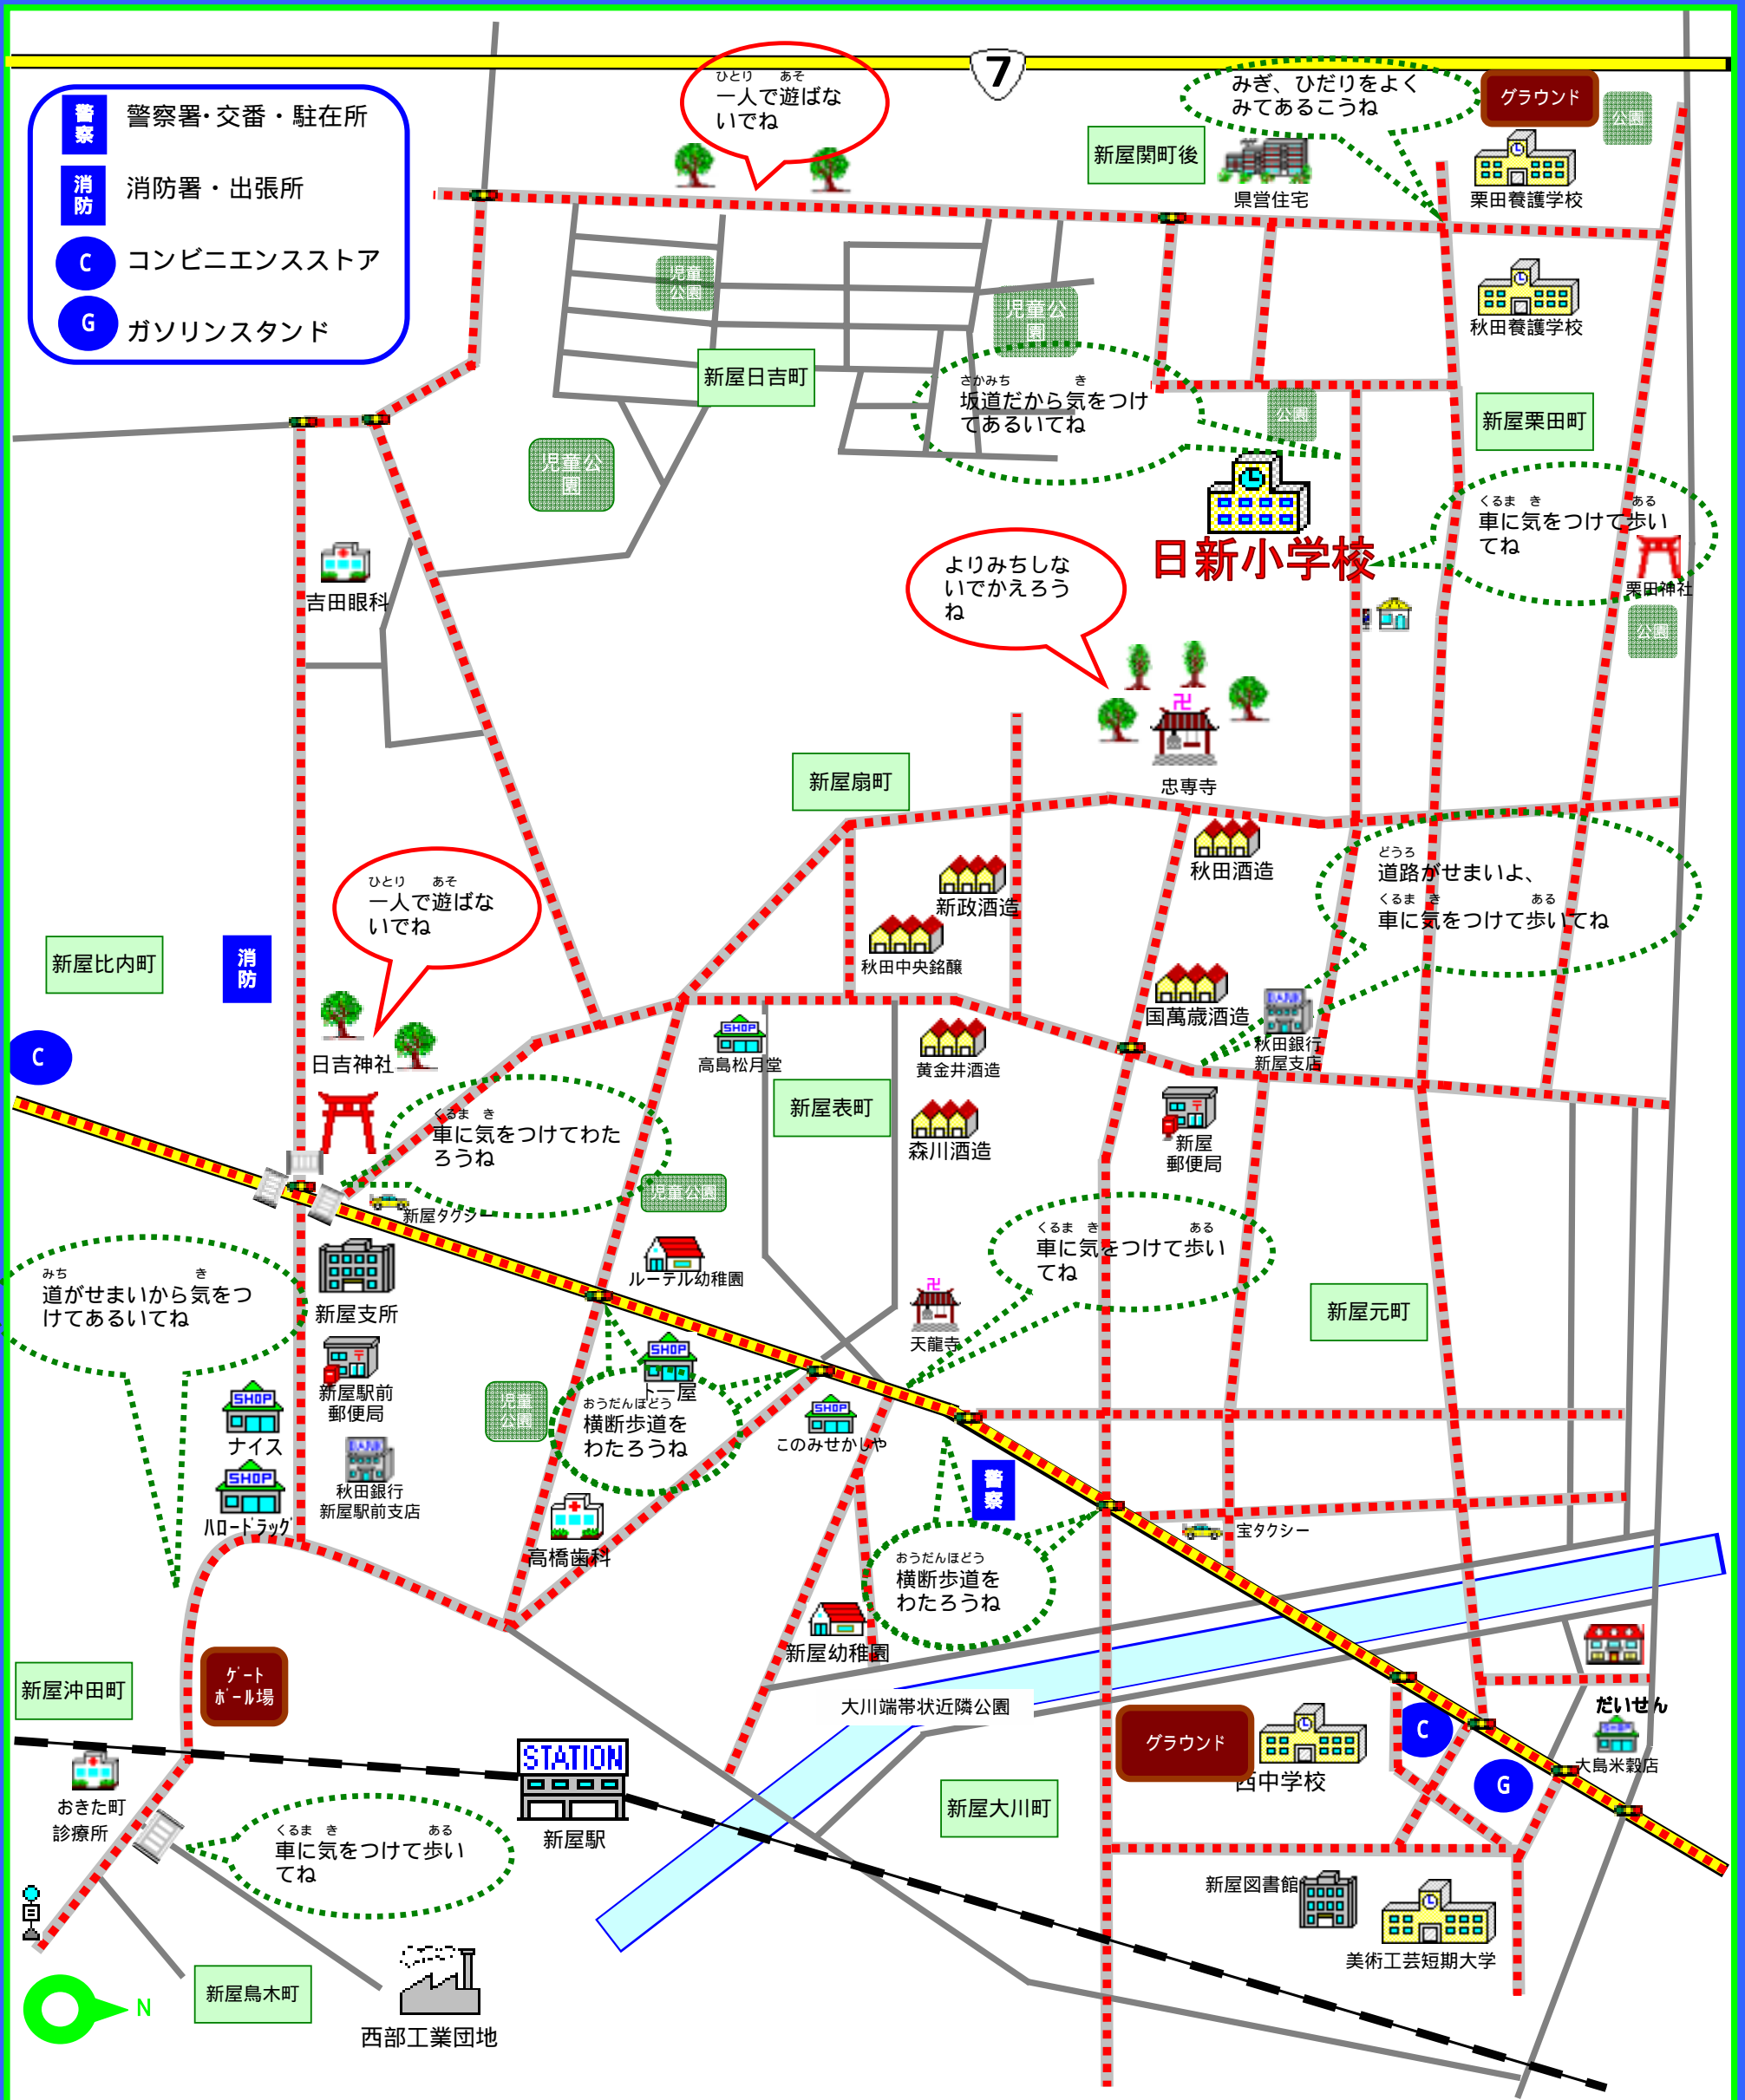 7
警察
警察署・交番・駐在所
消防
消防署・出張所
C
コンビニエンスストア
G
ガソリンスタンド
ひとり あそ
一人で遊ばな
いでね
みぎ、ひだりをよく
みてあるこうね
グラウンド
公園
新屋関町後
県営住宅
栗田養護学校
児童
公園
児童公
園
秋田養護学校
新屋日吉町
さかみち き
坂道だから気をつけ
てあるいてね
公園
新屋栗田町
児童公
園
くるま き ある
車に気をつけて歩い
てね
日新小学校
栗田神社
公園
吉田眼科
よりみちしな
いでかえろう
ね
卍
忠専寺
新屋扇町
秋田酒造
新政酒造
秋田中央銘醸
どうろ
道路がせまいよ、
くるま き ある
車に気をつけて歩いてね
ひとり あそ
一人で遊ばな
いでね
新屋比内町
消防
C
日吉神社
国萬歳酒造
BANK
秋田銀行
新屋支店
SHOP
高島松月堂
黄金井酒造
新屋表町
森川酒造
〒
新屋
郵便局
くるま き
車に気をつけてわた
ろうね
新屋タクシー
児童公園
ルーテル幼稚園
くるま き ある
車に気をつけて歩い
てね
卍
天龍寺
新屋元町
みち き
道がせまいから気をつ
けてあるいてね
新屋支所
〒
新屋駅前
郵便局
SHOP
ナイス
SHOP
ﾊﾛｰﾄﾞﾗｯｸﾞ
BANK
秋田銀行
新屋駅前支店
児童
公園
SHOP
ト一屋
おうだんほどう
横断歩道を
わたろうね
SHOP
このみせかしや
高橋歯科
警察
おうだんほどう
横断歩道を
わたろうね
宝タクシー
新屋幼稚園
大川端帯状近隣公園
新屋沖田町
ｹﾞｰﾄ
ﾎﾞｰﾙ場
STATION
新屋駅
おきた町
診療所
くるま き ある
車に気をつけて歩い
てね
グラウンド
西中学校
C
G
だいせん
SHOP
大島米穀店
新屋大川町
新屋図書館
美術工芸短期大学
新屋鳥木町
西部工業団地
N